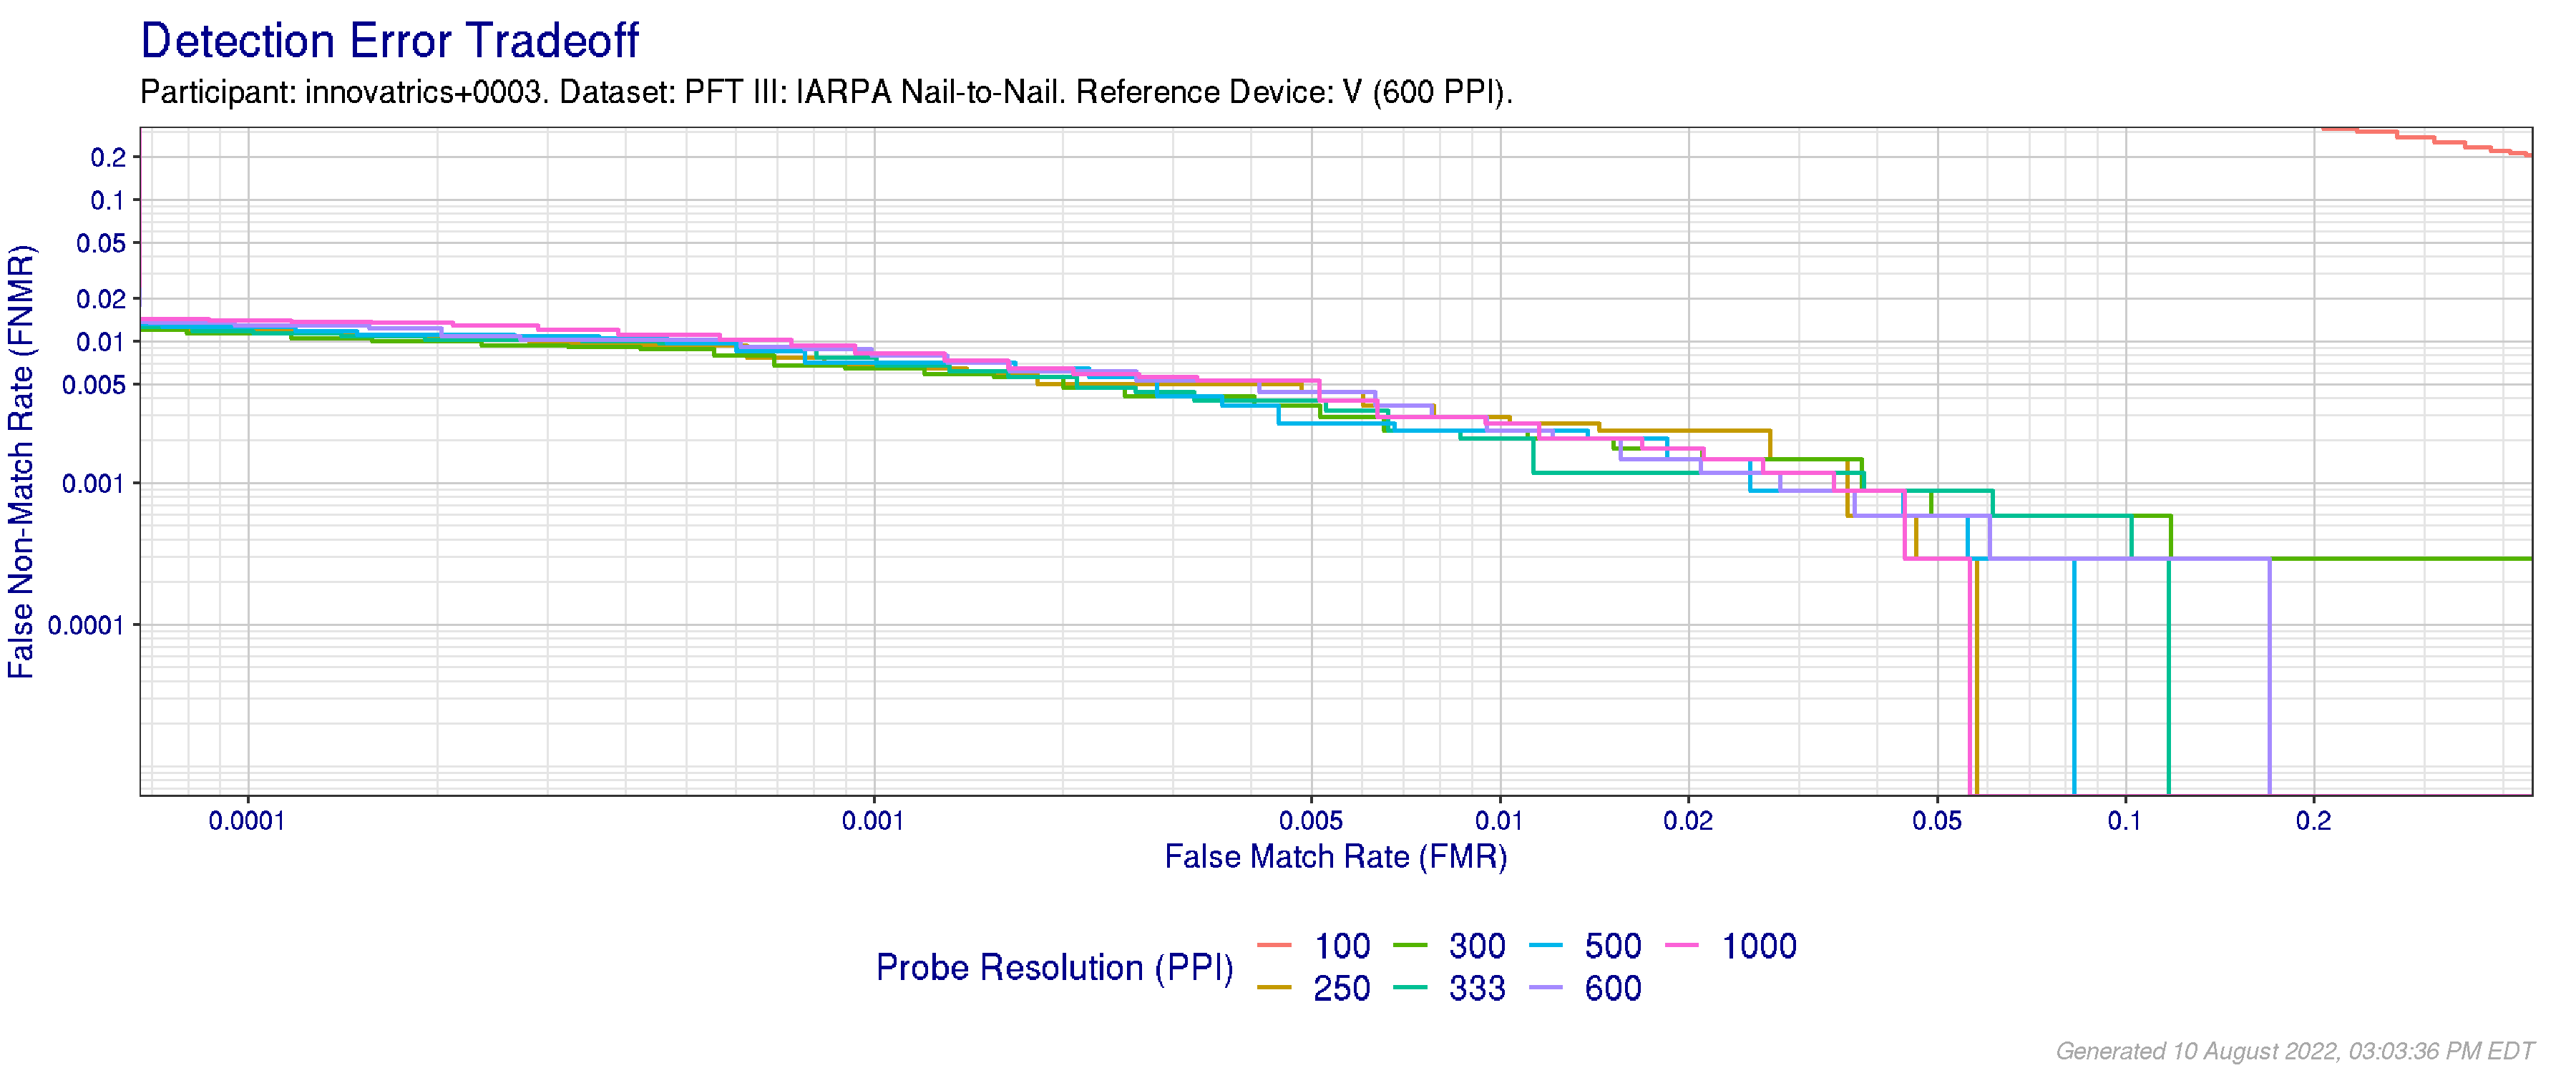 Detection Error Tradeoff
Participant: innovatrics+0003. Dataset: PFT III: IARPA Nail-to-Nail. Reference Device: V (600 PPI).
False Non-Match Rate (FNMR)
0.2
0.1
0.05
0.02
0.01
0.005
0.001
0.0001
0.0001 0.001 0.005 0.01 0.02 0.05 0.1 0.2
False Match Rate (FMR)
Probe Resolution (PPI)
100 300 500 1000
250 333 600
Generated 10 August 2022, 03:03:36 PM EDT